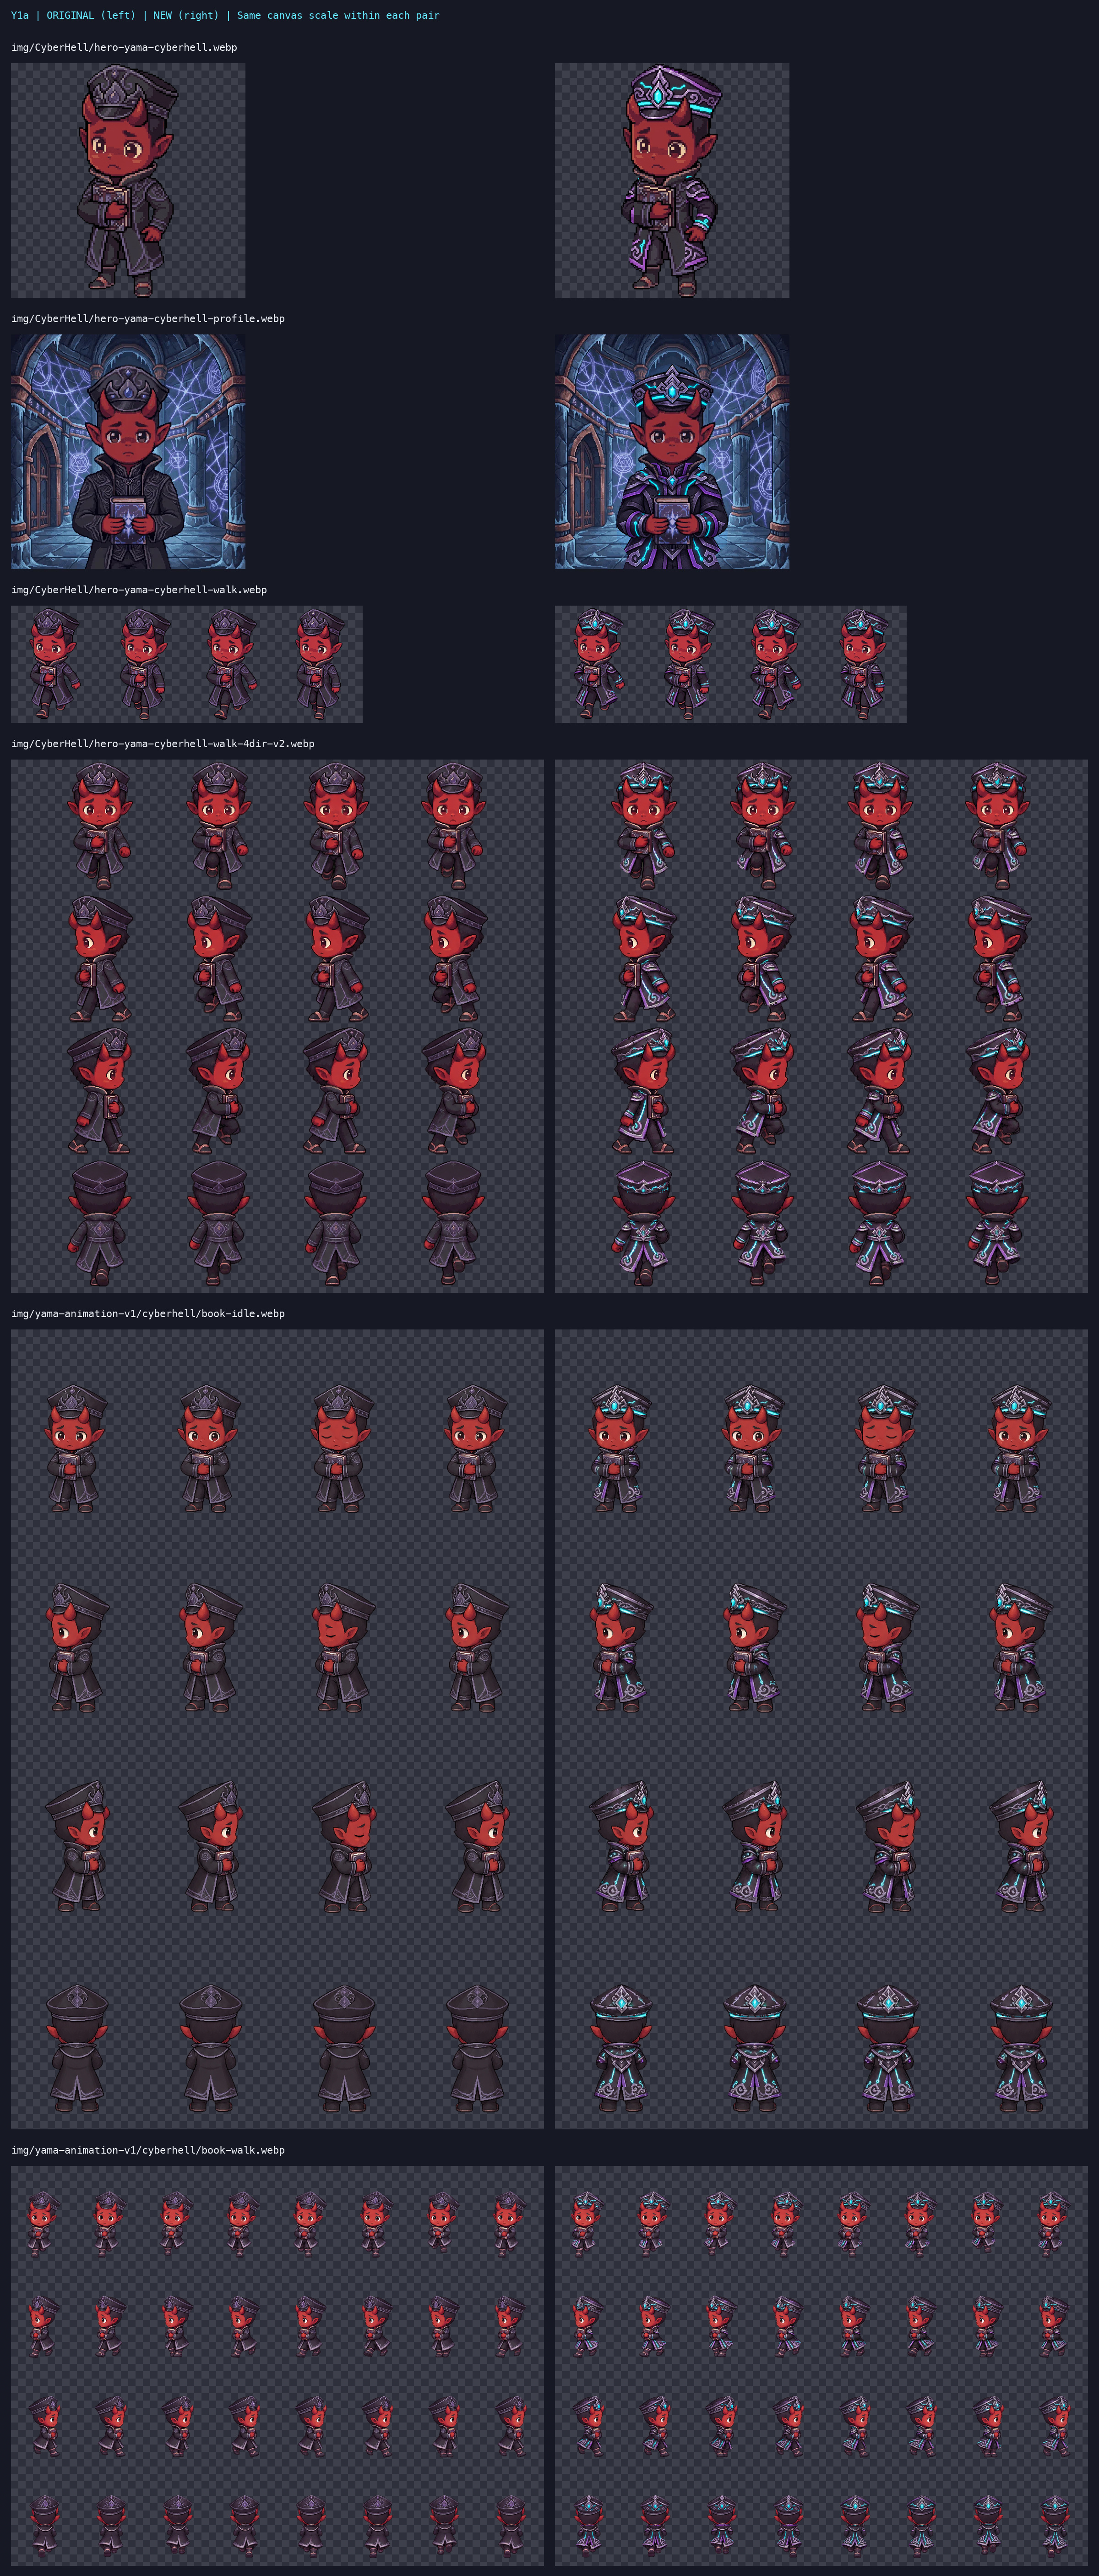 Y1a | ORIGINAL (left) | NEW (right) | Same canvas scale within each pair
img/CyberHell/hero-yama-cyberhell.webp
img/CyberHell/hero-yama-cyberhell-profile.webp
img/CyberHell/hero-yama-cyberhell-walk.webp
img/CyberHell/hero-yama-cyberhell-walk-4dir-v2.webp
img/yama-animation-v1/cyberhell/book-idle.webp
img/yama-animation-v1/cyberhell/book-walk.webp